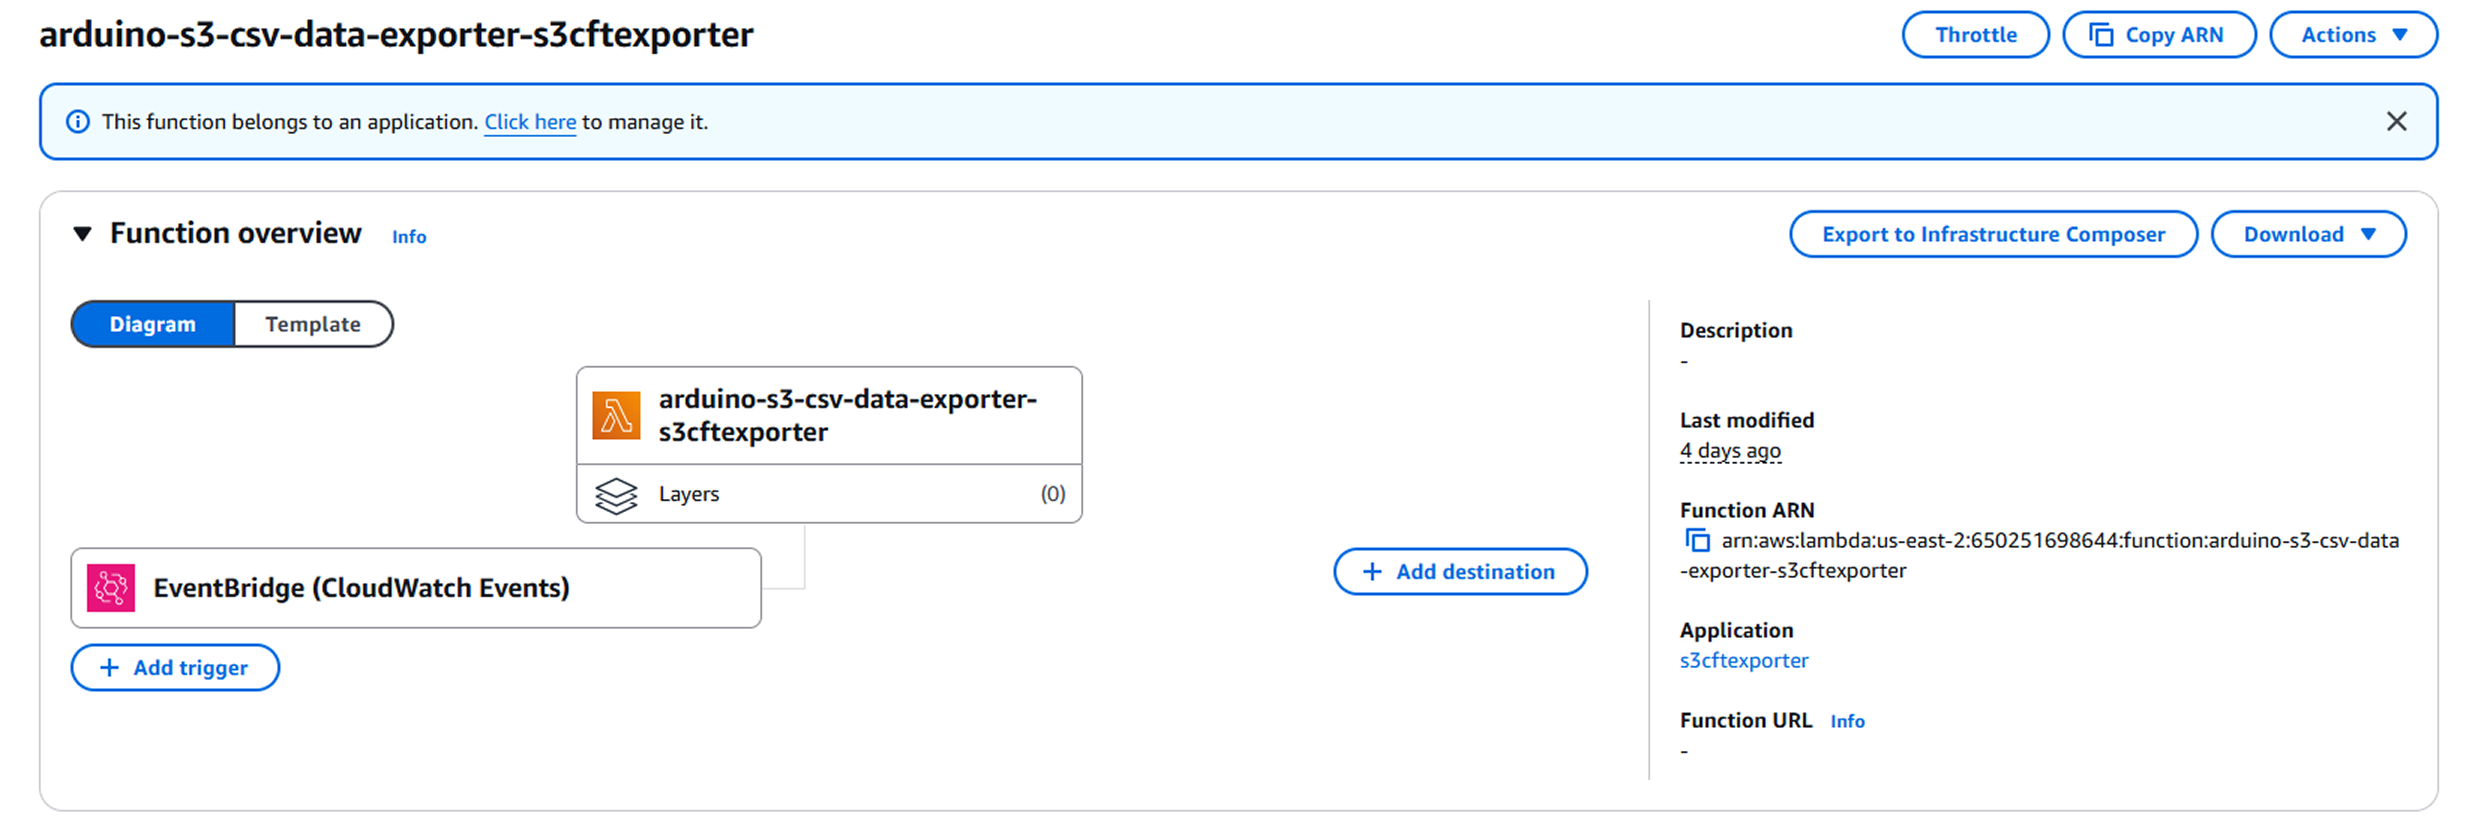 arduino-s3-csv-data-exporter-s3cftexporter
Throttle
Copy ARN
Actions
This function belongs to an application. Click here to manage it.
Function overview Info
Export to Infrastructure Composer
Download
Diagram
Template
arduino-s3-csv-data-exporter-
s3cftexporter
Layers (0)
EventBridge (CloudWatch Events)
+ Add trigger
+ Add destination
Description
-
Last modified
4 days ago
Function ARN
arn:aws:lambda:us-east-2:650251698644:function:arduino-s3-csv-data
-exporter-s3cftexporter
Application
s3cftexporter
Function URL Info
-